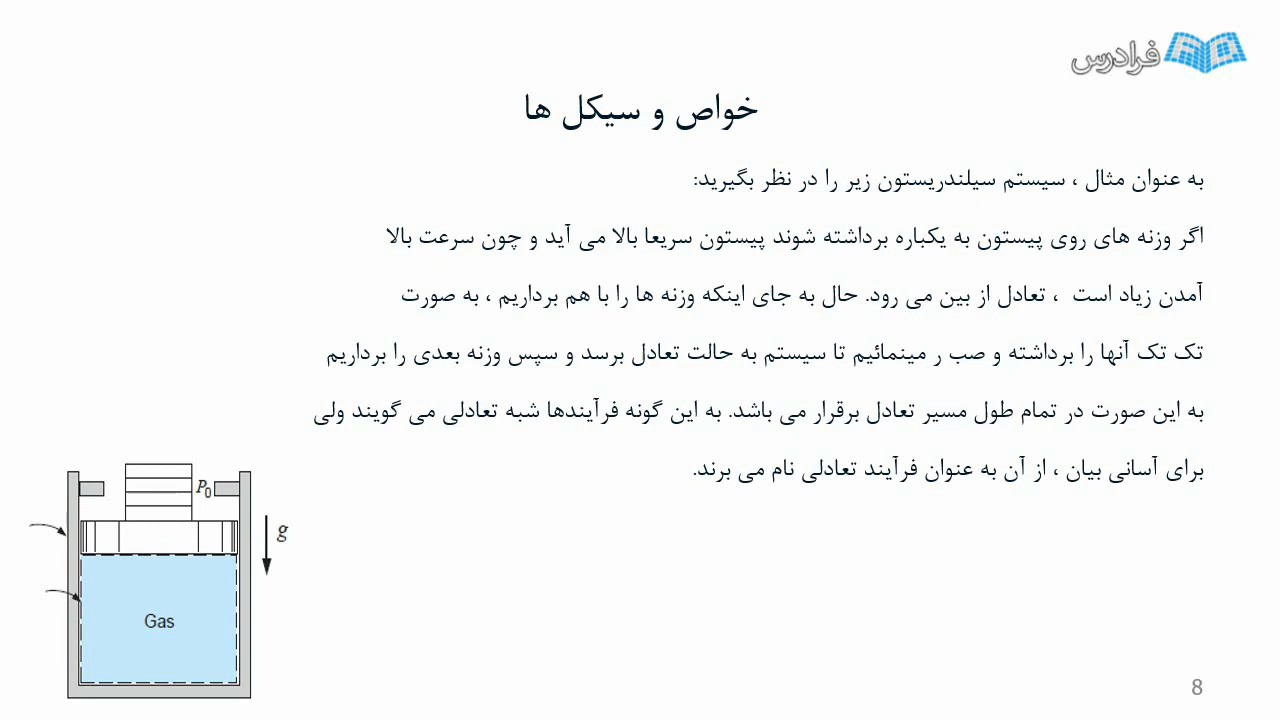 فرادرس
خواص و سیکل ها
به عنوان مثال ، سیستم سیلندریستون زیر را در نظر بگیرید:
اگر وزنه های روی پیستون به یکباره برداشته شوند پیستون سریعا بالا می آید و چون سرعت بالا
آمدن زیاد است ، تعادل از بین می رود. حال به جای اینکه وزنه ها را با هم برداریم ، به صورت
تک تک آنها را برداشته و صب ر مینمائیم تا سیستم به حالت تعادل برسد و سپس وزنه بعدی را برداریم
به این صورت در تمام طول مسیر تعادل برقرار می باشد. به این گونه فرآیندها شبه تعادلی می گویند ولی
برای آسانی بیان ، از آن به عنوان فرآیند تعادلی نام می برند.
P0
g
Gas
8